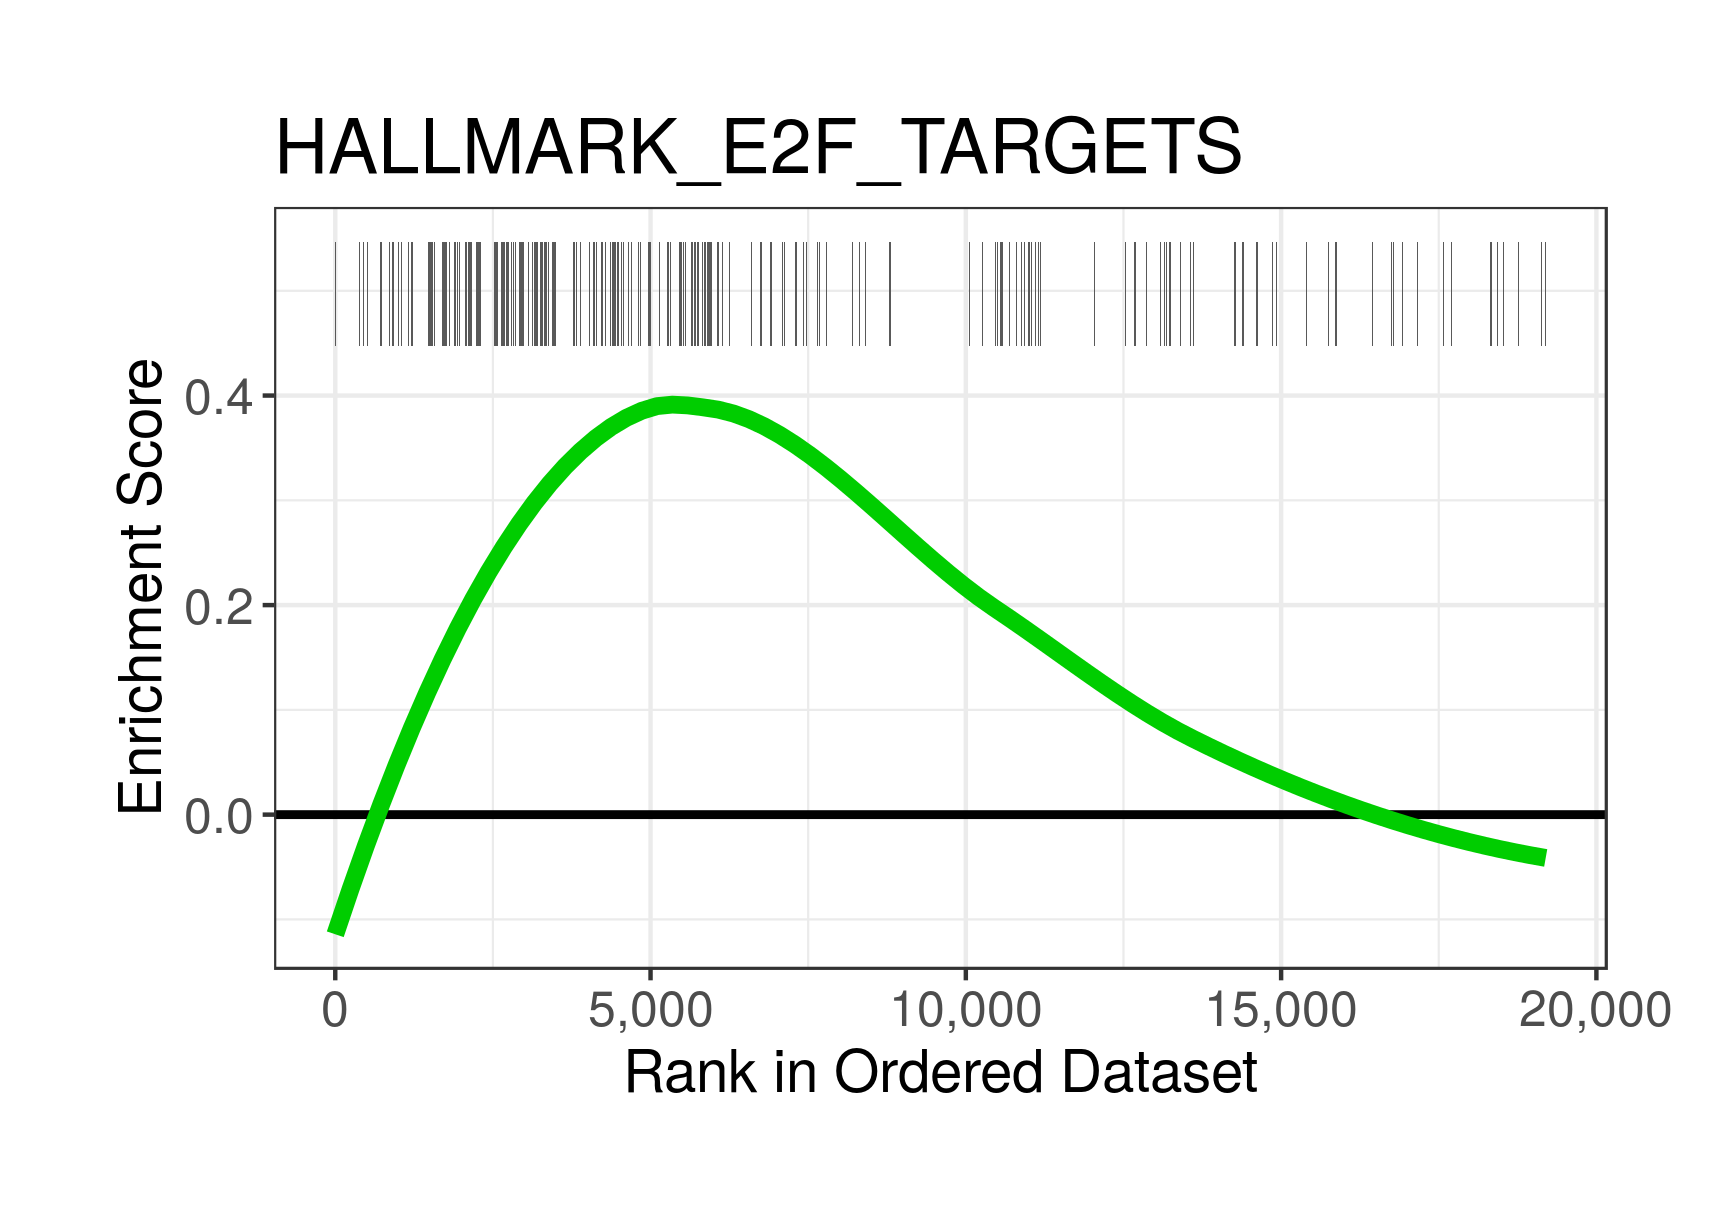 HALLMARK_E2F_TARGETS
Enrichment Score
0.4
0.2
0.0
0 5,000 10,000 15,000 20,000
Rank in Ordered Dataset